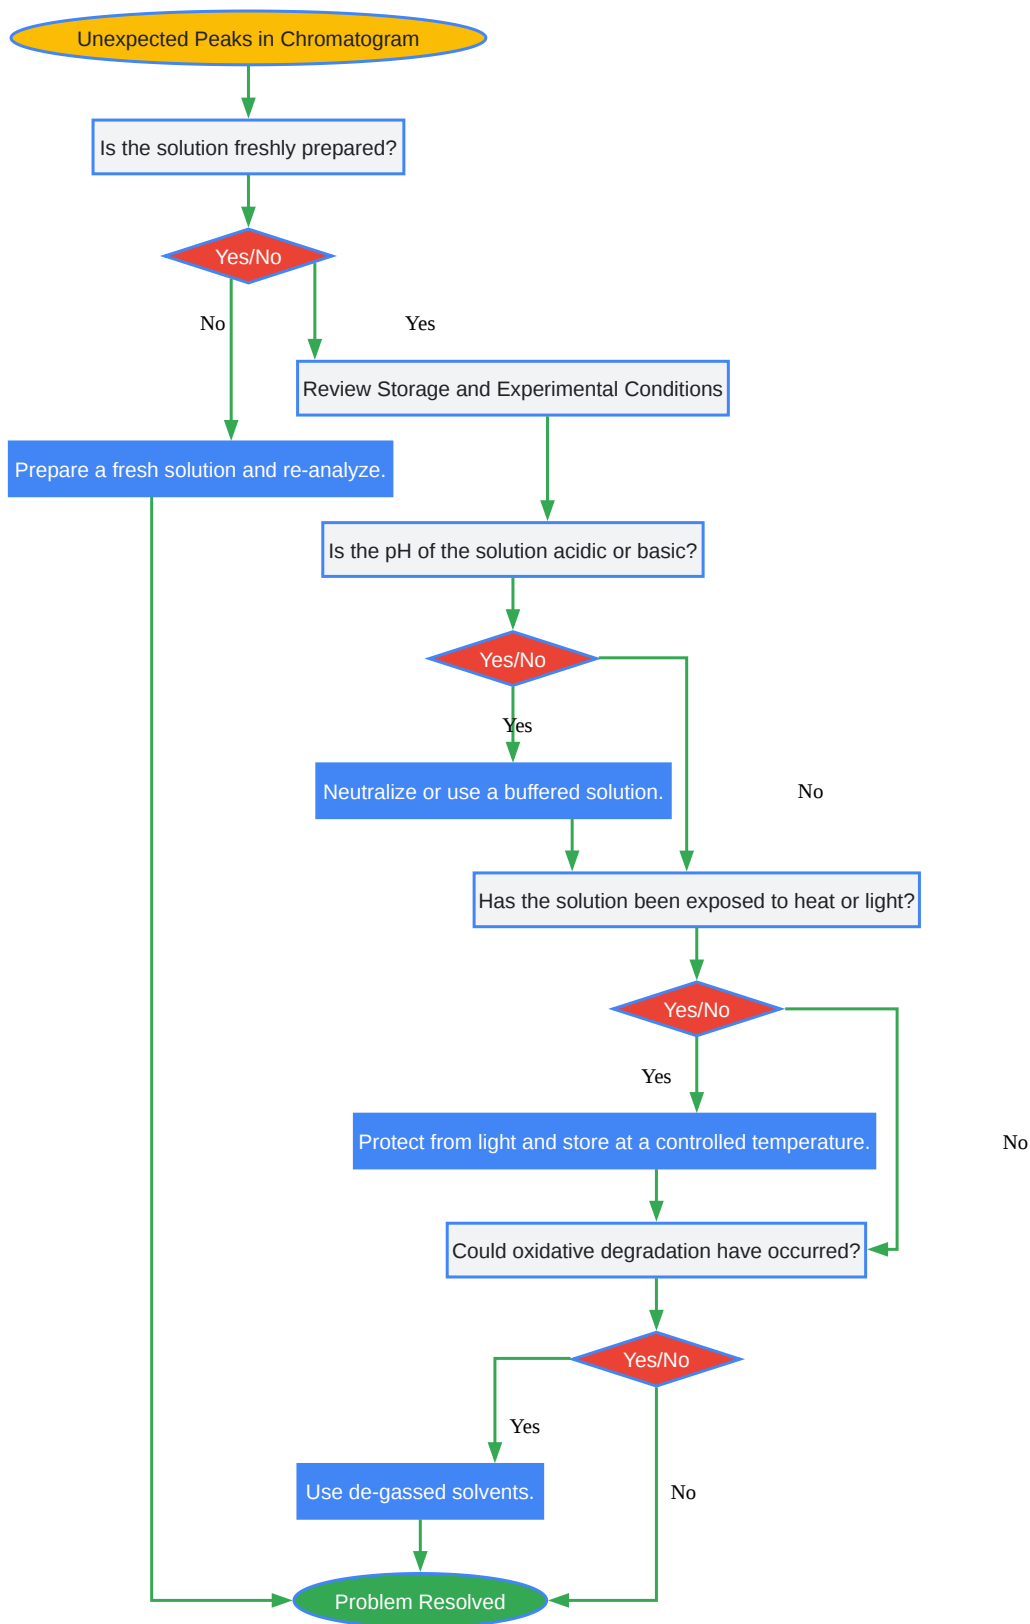 Unexpected Peaks in Chromatogram
Is the solution freshly prepared?
Yes/No
No
Yes
Review Storage and Experimental Conditions
Prepare a fresh solution and re-analyze.
Is the pH of the solution acidic or basic?
Yes/No
Yes
Neutralize or use a buffered solution.
No
Has the solution been exposed to heat or light?
Yes/No
Yes
Protect from light and store at a controlled temperature.
No
Could oxidative degradation have occurred?
Yes/No
Yes
Use de-gassed solvents.
No
Problem Resolved